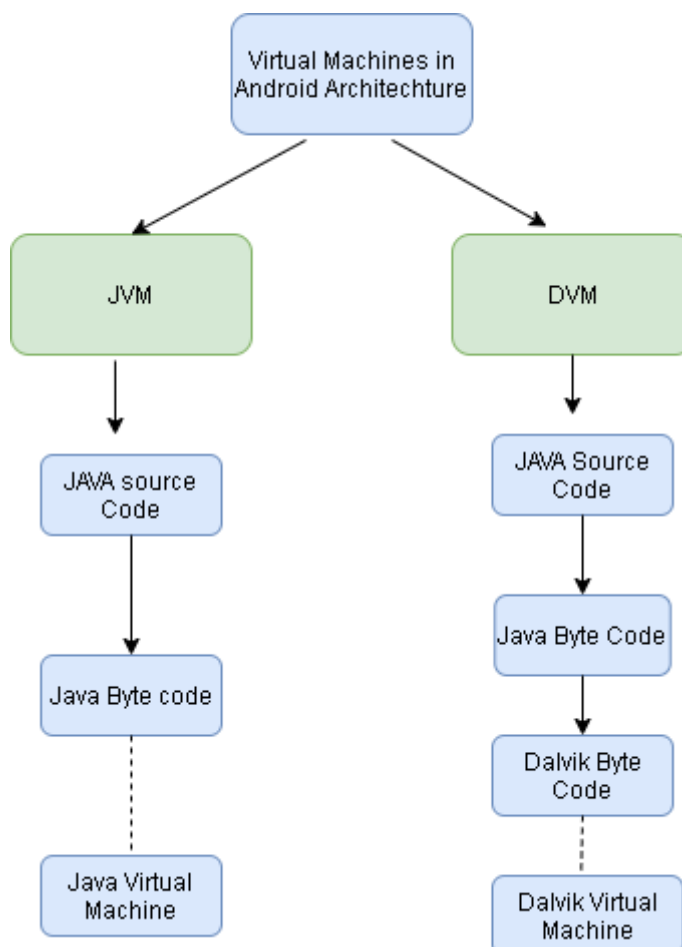 Virtual Machines in
Android Architechture
JVM
DVM
JAVA source
Code
JAVA Source
Code
Java Byte Code
Java Byte code
Dalvik Byte
Code
Java Virtual
Machine
Dalvik Virtual
Machine